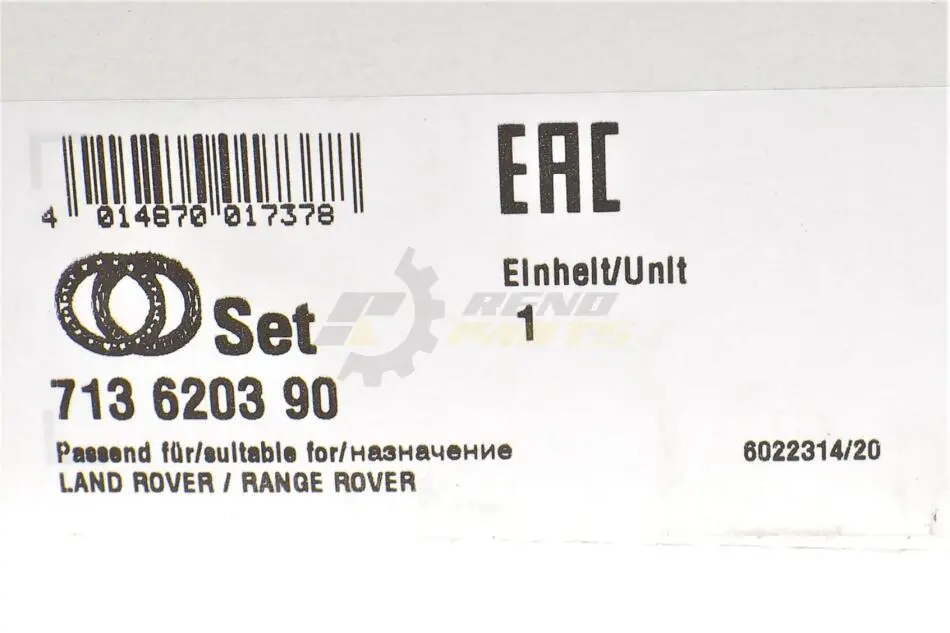 EAC
4 014870 017378
Einheit/Unit
1
RENO
PARTS
Set
713 6203 90
Passend für/suitable for/назначение
LAND ROVER / RANGE ROVER
6022314/20